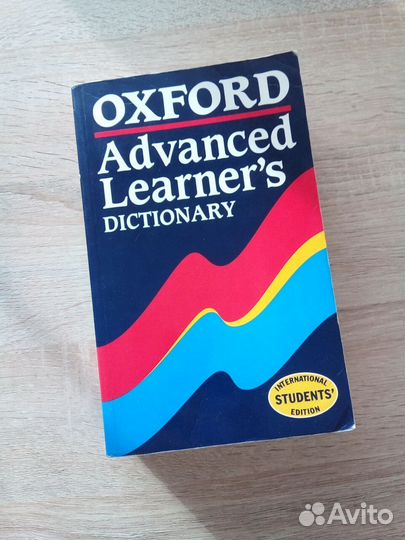 OXFORD
Advanced
Learner's
DICTIONARY
INTERNATIONAL
STUDENTS'
EDITION
Avito